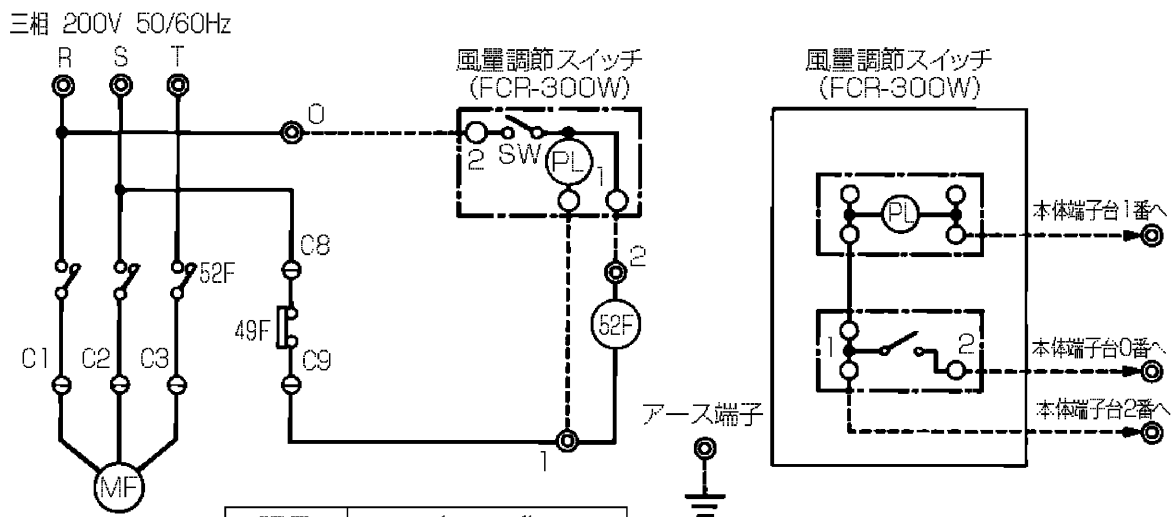 三相 200V 50/60Hz
R S T
風量調節スイッチ
(FCR-300W)
0
2 SW PL 1
C8
2
52F
49F
52F
C1 C2 C3
C9
1
MF
アース端子
風量調節スイッチ
(FCR-300W)
PL
本体端子台1番へ
1 2
本体端子台0番へ
本体端子台2番へ